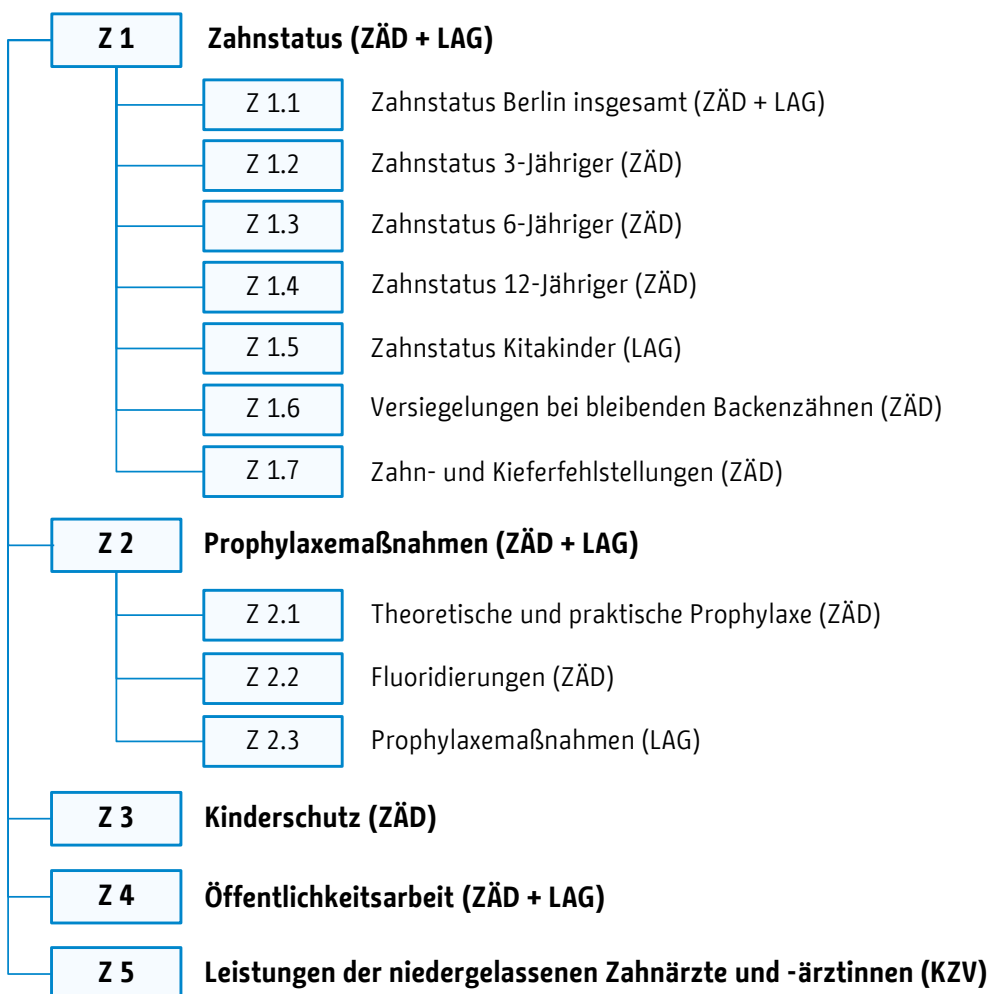 Z 1 Zahnstatus (ZÄD + LAG)
Z 1.1 Zahnstatus Berlin insgesamt (ZÄD + LAG)
Z 1.2 Zahnstatus 3-Jähriger (ZÄD)
Z 1.3 Zahnstatus 6-Jähriger (ZÄD)
Z 1.4 Zahnstatus 12-Jähriger (ZÄD)
Z 1.5 Zahnstatus Kitakinder (LAG)
Z 1.6 Versiegelungen bei bleibenden Backenzähnen (ZÄD)
Z 1.7 Zahn- und Kieferfehlstellungen (ZÄD)
Z 2 Prophylaxemaßnahmen (ZÄD + LAG)
Z 2.1 Theoretische und praktische Prophylaxe (ZÄD)
Z 2.2 Fluoridierungen (ZÄD)
Z 2.3 Prophylaxemaßnahmen (LAG)
Z 3 Kinderschutz (ZÄD)
Z 4 Öffentlichkeitsarbeit (ZÄD + LAG)
Z 5 Leistungen der niedergelassenen Zahnärzte und -ärztinnen (KZV)